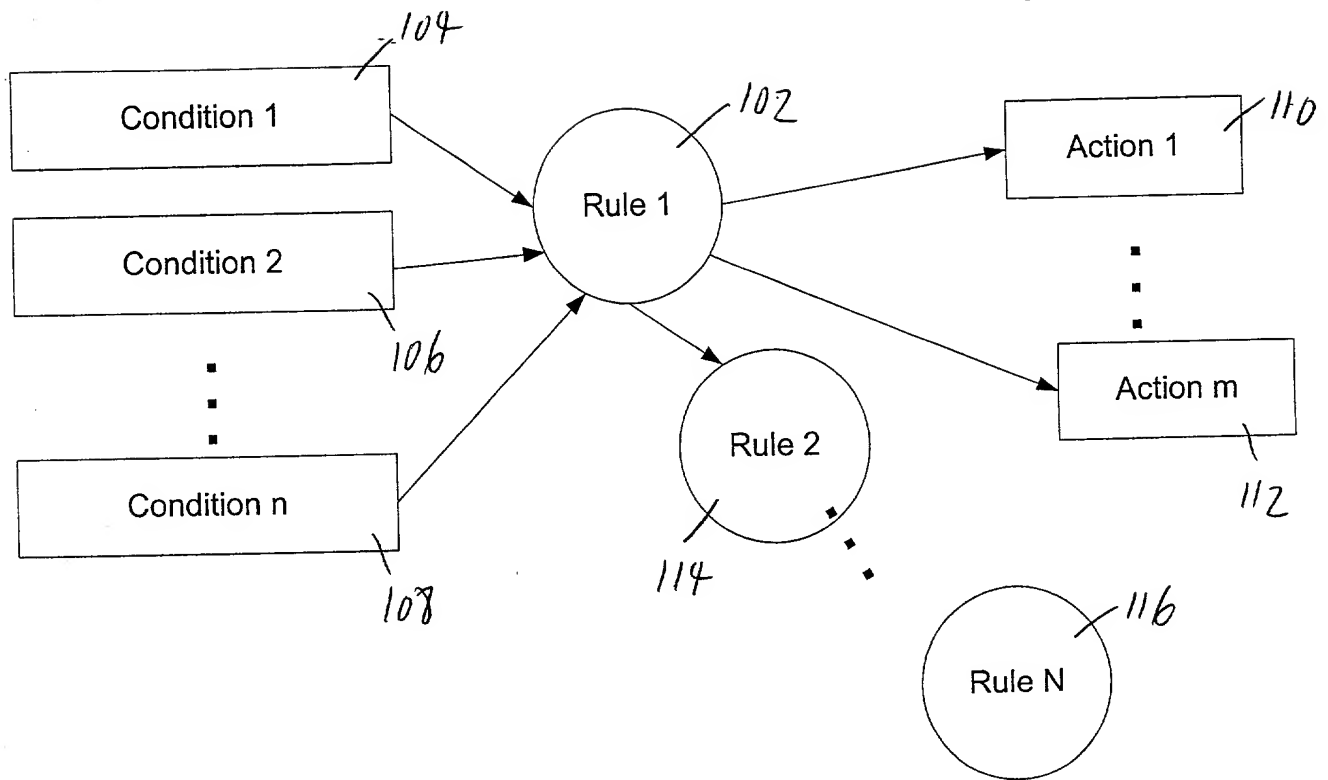 104
Condition 1
102
110
Action 1
Rule 1
Condition 2
106
Action m
Rule 2
112
Condition n
114
108
116
Rule N